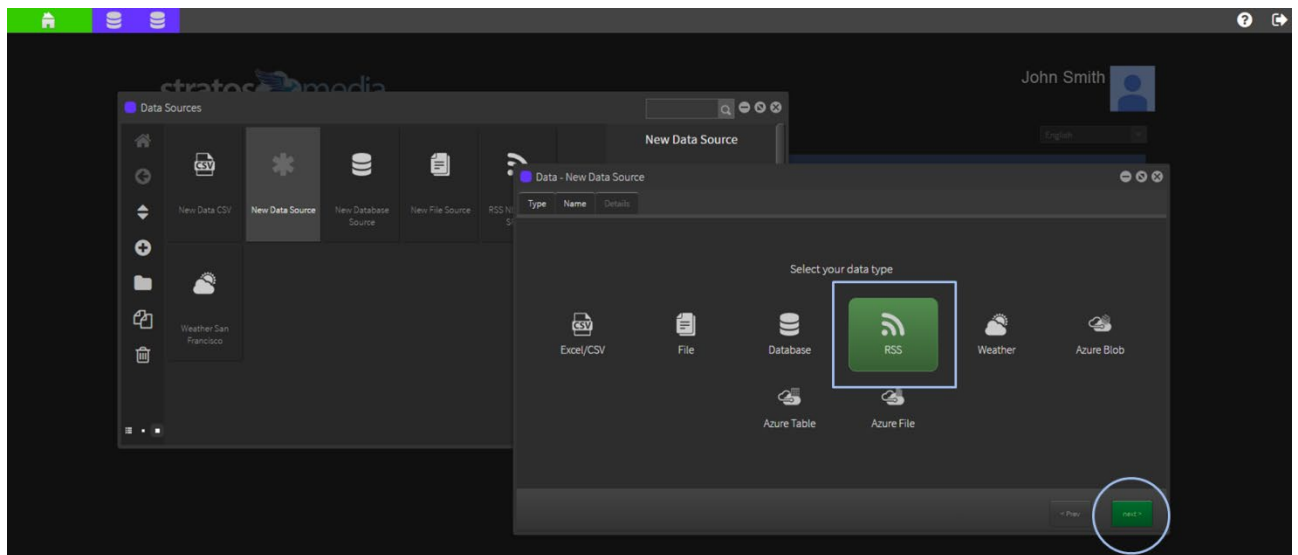 stratos media
John Smith
English
Data Sources
New Data Source
CSV
New Data CSV
New Data Source
New Database
Source
New File Source
Weather San
Francisco
Data - New Data Source
Type
Name
Details
Select your data type
CSV
Excel/CSV
File
Database
RSS
Weather
Azure Blob
Azure Table
Azure File
< Prev
next >